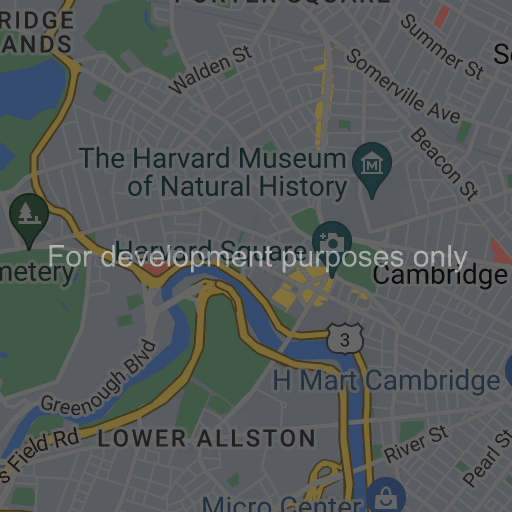 PORTER SQUARE
RIDGE
ANDS
Summer St
Walden St
Somerville Ave
Beacon St
The Harvard Museum
of Natural History
Harvard Square
For development purposes only
metery
Cambridge
3
Greenough Blvd
H Mart Cambridge
s Field Rd
LOWER ALLSTON
River St
Pearl St
Micro Center